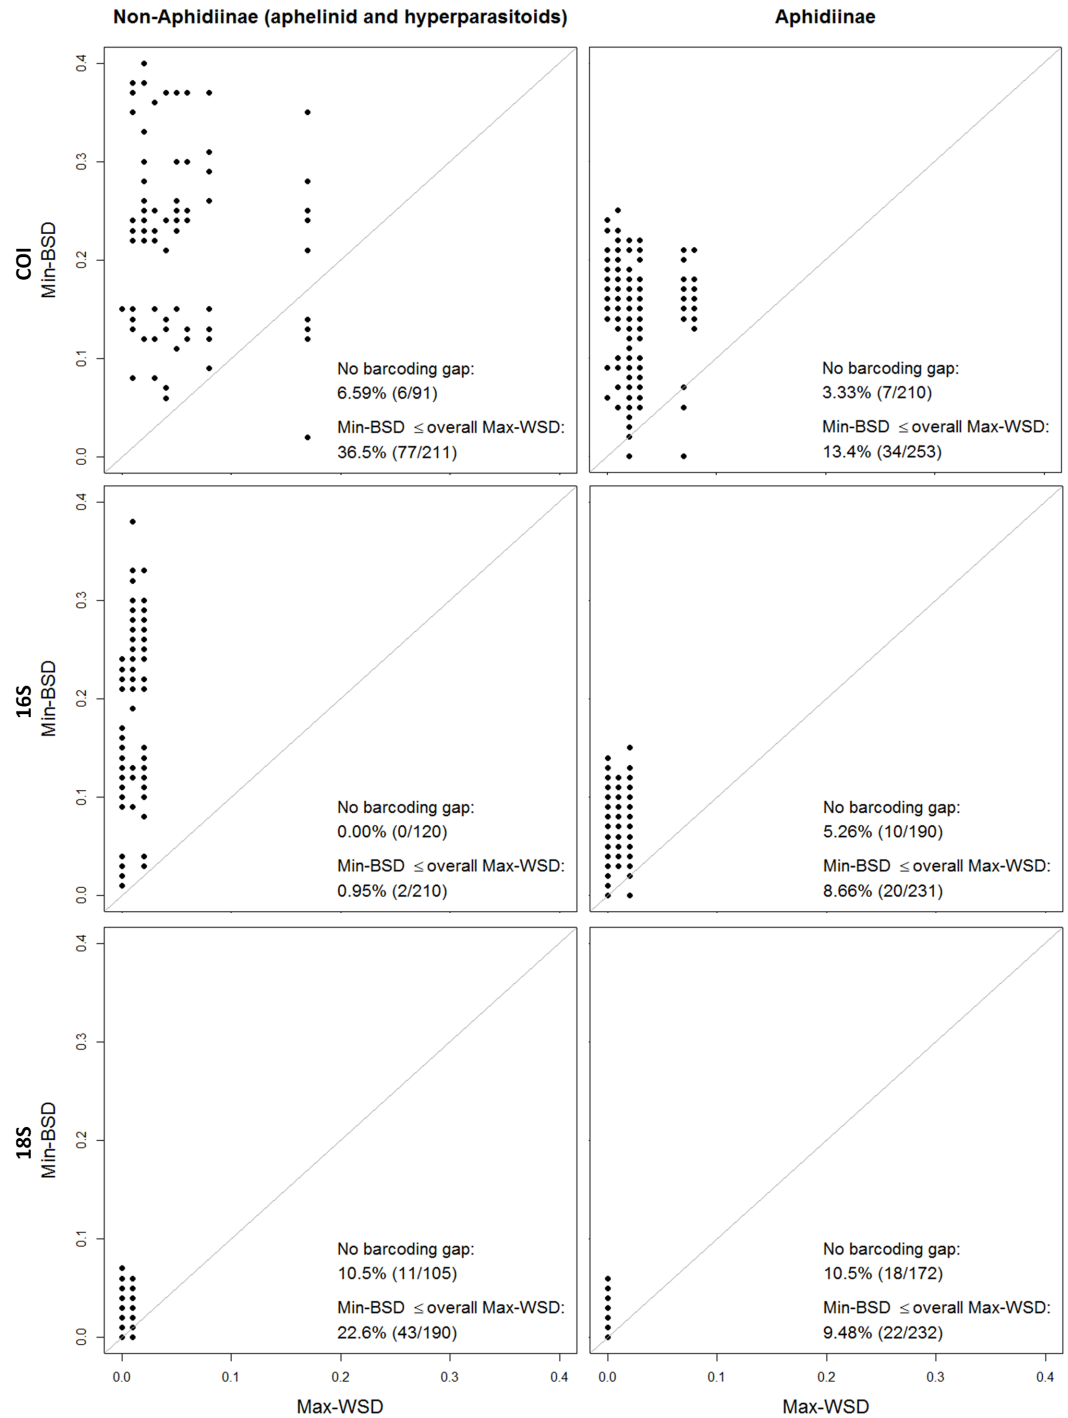 Non-Aphidiinae (aphelinid and hyperparasitoids)
Aphidiinae
COI
Min-BSD
0.4
0.3
0.2
0.1
0.0
No barcoding gap:
6.59% (6/91)
Min-BSD ≤ overall Max-WSD:
36.5% (77/211)
No barcoding gap:
3.33% (7/210)
Min-BSD ≤ overall Max-WSD:
13.4% (34/253)
16S
Min-BSD
0.4
0.3
0.2
0.1
0.0
No barcoding gap:
0.00% (0/120)
Min-BSD ≤ overall Max-WSD:
0.95% (2/210)
No barcoding gap:
5.26% (10/190)
Min-BSD ≤ overall Max-WSD:
8.66% (20/231)
18S
Min-BSD
0.4
0.3
0.2
0.1
0.0
No barcoding gap:
10.5% (11/105)
Min-BSD ≤ overall Max-WSD:
22.6% (43/190)
No barcoding gap:
10.5% (18/172)
Min-BSD ≤ overall Max-WSD:
9.48% (22/232)
0.0 0.1 0.2 0.3 0.4
0.0 0.1 0.2 0.3 0.4
Max-WSD
Max-WSD